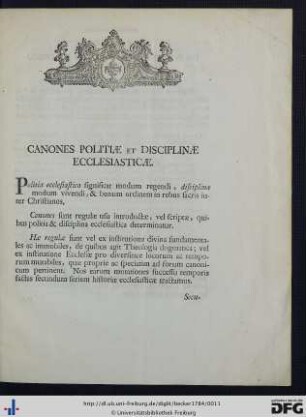 CANONES POLITIÆ ET DISCIPLINÆ
ECCLESIASTICÆ.
Politia ecclesiastica significat modum regendi, disciplina
modum vivendi, & bonum ordinem in rebus sacris in-
ter Christianos.
Canones sunt regulæ usu introductæ, vel scriptæ, qui-
bus politia & disciplina ecclesiastica determinatur.
Hæ regulæ sunt vel ex institutione divina fundamenta-
les ac immobiles, de quibus agit Theologia dogmatica; vel
ex institutione Ecclesiæ pro diversitate locorum ac tempo-
rum mutabiles, quæ proprie ac speciatim ad forum canoni-
cum pertinent. Nos earum mutationes successu temporis
factas secundum seriem historiæ ecclesiasticæ tractamus.
Secu-
http://dl.ub.uni-freiburg.de/diglit/becker1784/0011
© Universitätsbibliothek Freiburg